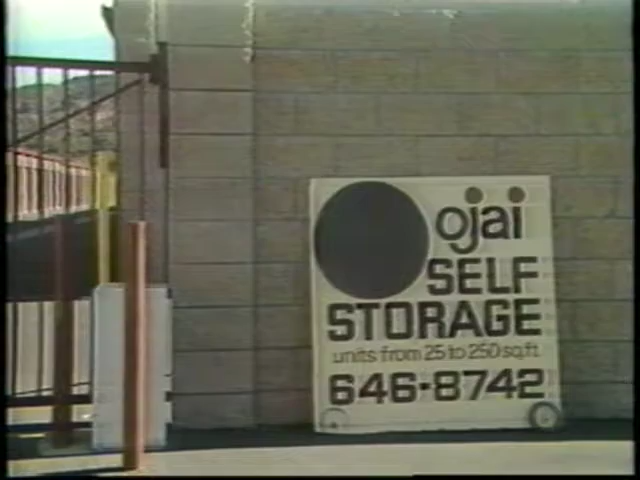 ojai
SELF
STORAGE
units from 25 to 250 sq.ft.
646-8742